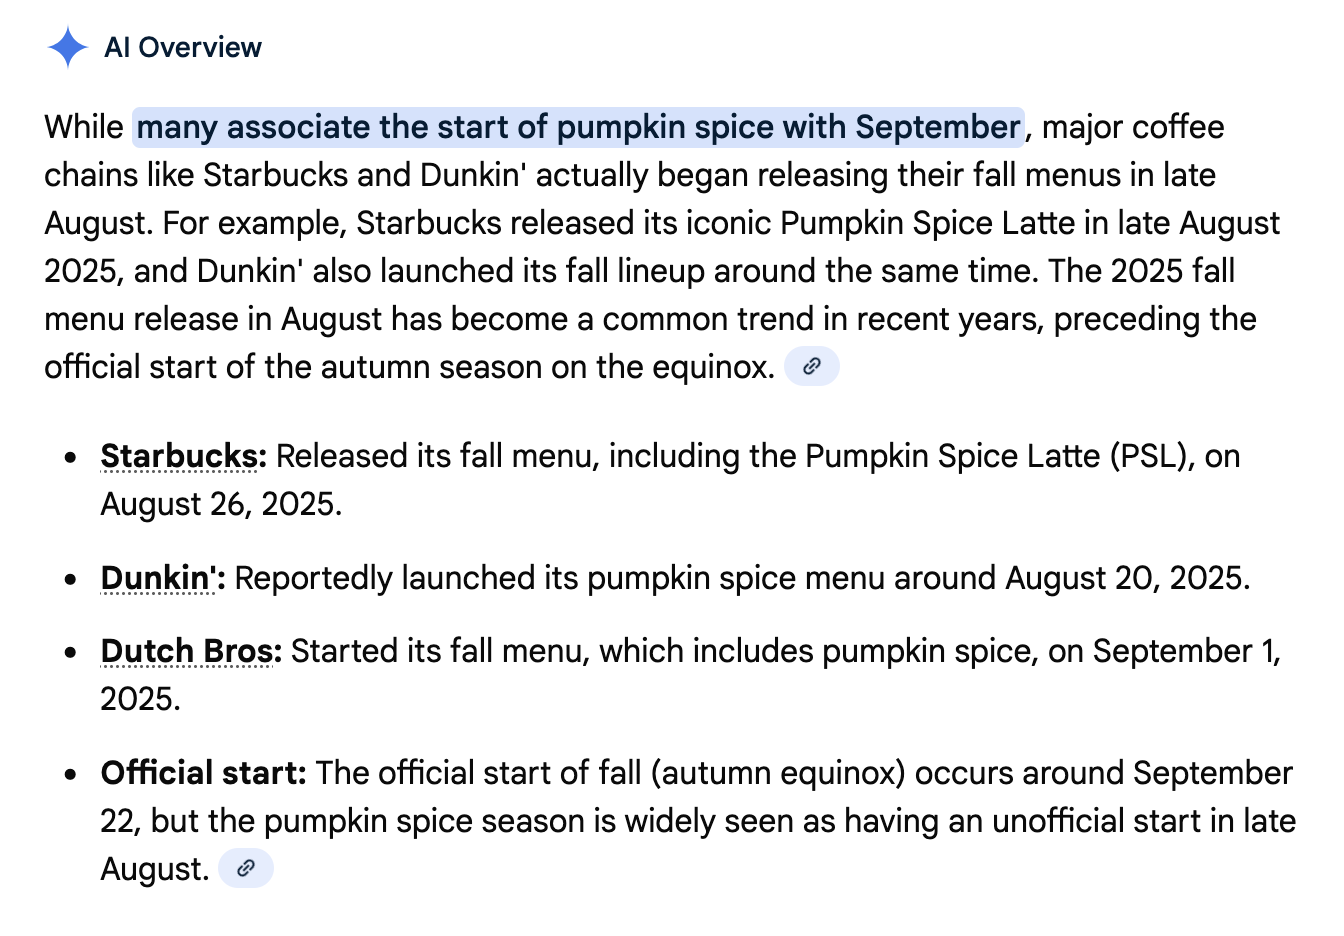 AI Overview
While many associate the start of pumpkin spice with September, major coffee
chains like Starbucks and Dunkin' actually began releasing their fall menus in late
August. For example, Starbucks released its iconic Pumpkin Spice Latte in late August
2025, and Dunkin' also launched its fall lineup around the same time. The 2025 fall
menu release in August has become a common trend in recent years, preceding the
official start of the autumn season on the equinox.
• Starbucks: Released its fall menu, including the Pumpkin Spice Latte (PSL), on
August 26, 2025.
• Dunkin': Reportedly launched its pumpkin spice menu around August 20, 2025.
• Dutch Bros: Started its fall menu, which includes pumpkin spice, on September 1,
2025.
• Official start: The official start of fall (autumn equinox) occurs around September
22, but the pumpkin spice season is widely seen as having an unofficial start in late
August.